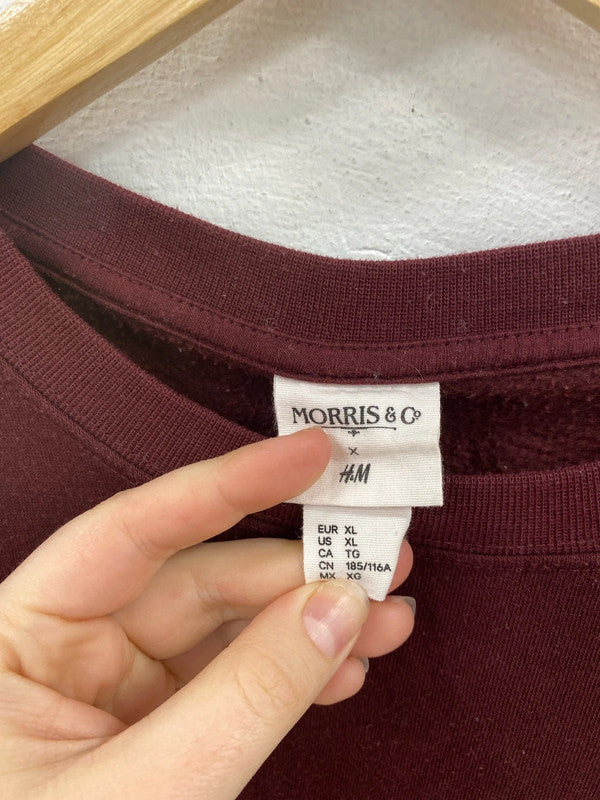 MORRIS & Co
x
H&M
EUR XL
US XL
CA TG
CN 185/116A
MX XG